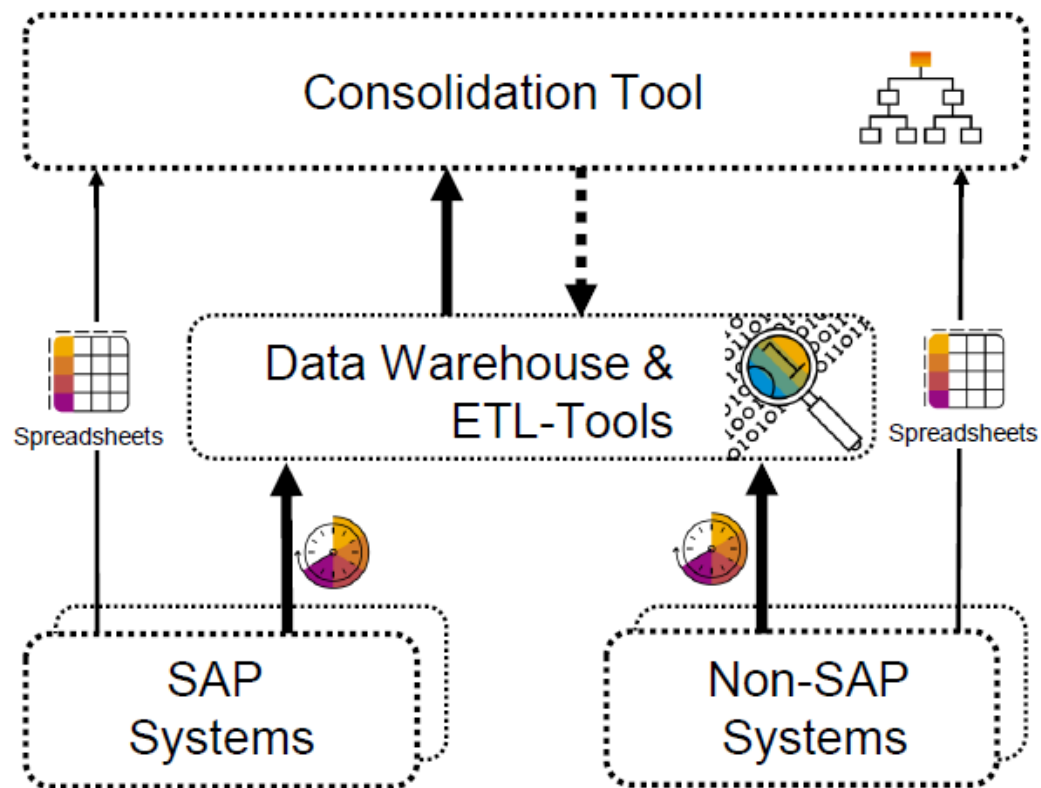 Consolidation Tool
Data Warehouse &
ETL-Tools
Spreadsheets
Spreadsheets
SAP
Systems
Non-SAP
Systems